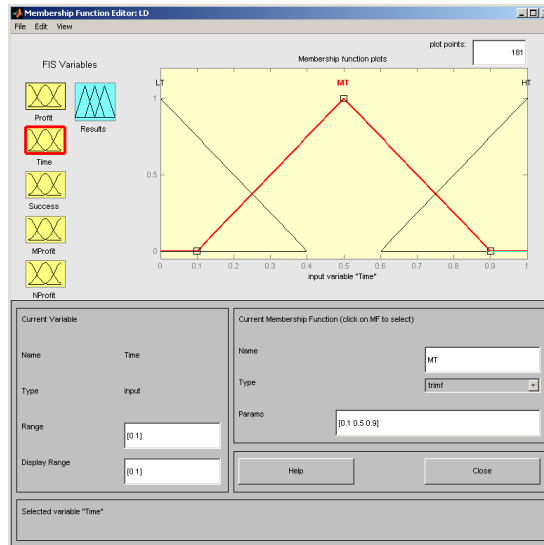 Membership Function Editor: LD
File Edit View
FIS Variables
plot points: 181
Membership function plots
LT MT HT
Profit
Results
Time
Success
MProfit
NProfit
1
0.5
0
0 0.1 0.2 0.3 0.4 0.5 0.6 0.7 0.8 0.9 1
input variable "Time"
Current Variable
Name Time
Type input
Range [0 1]
Display Range [0 1]
Current Membership Function (click on MF to select)
Name MT
Type trimf
Params [0.1 0.5 0.9]
Help Close
Selected variable "Time"